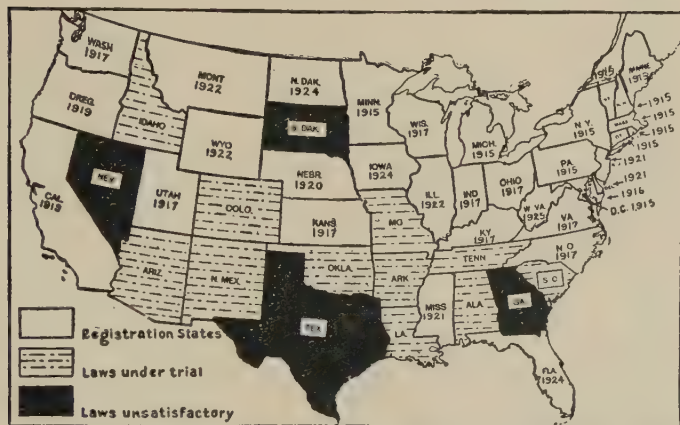 WASH
1917
OREG.
1919
CAL.
1919
NEV.
IDAHO
MONT
1922
WYO
1922
UTAH
1917
COLO.
ARIZ.
N. MEX.
N. DAK.
1924
S. DAK.
NEBR.
1920
KANS
1917
OKLA.
TEX
MINN.
1915
IOWA
1924
MO.
ARK
LA.
WIS.
1917
ILL.
1922
MICH.
1915
IND
1917
OHIO
1917
KY
1917
TENN
MISS
1921
ALA.
GA.
FLA
1924
S.C.
N.C
1917
VA
1917
W. VA
1925
PA
1915
N.Y.
1915
1915
VT
MAINE
MASS
CT
1915
1915
1915
1915
1921
1921
1916
D.C. 1915
Registration States
Laws under trial
Laws unsatisfactory